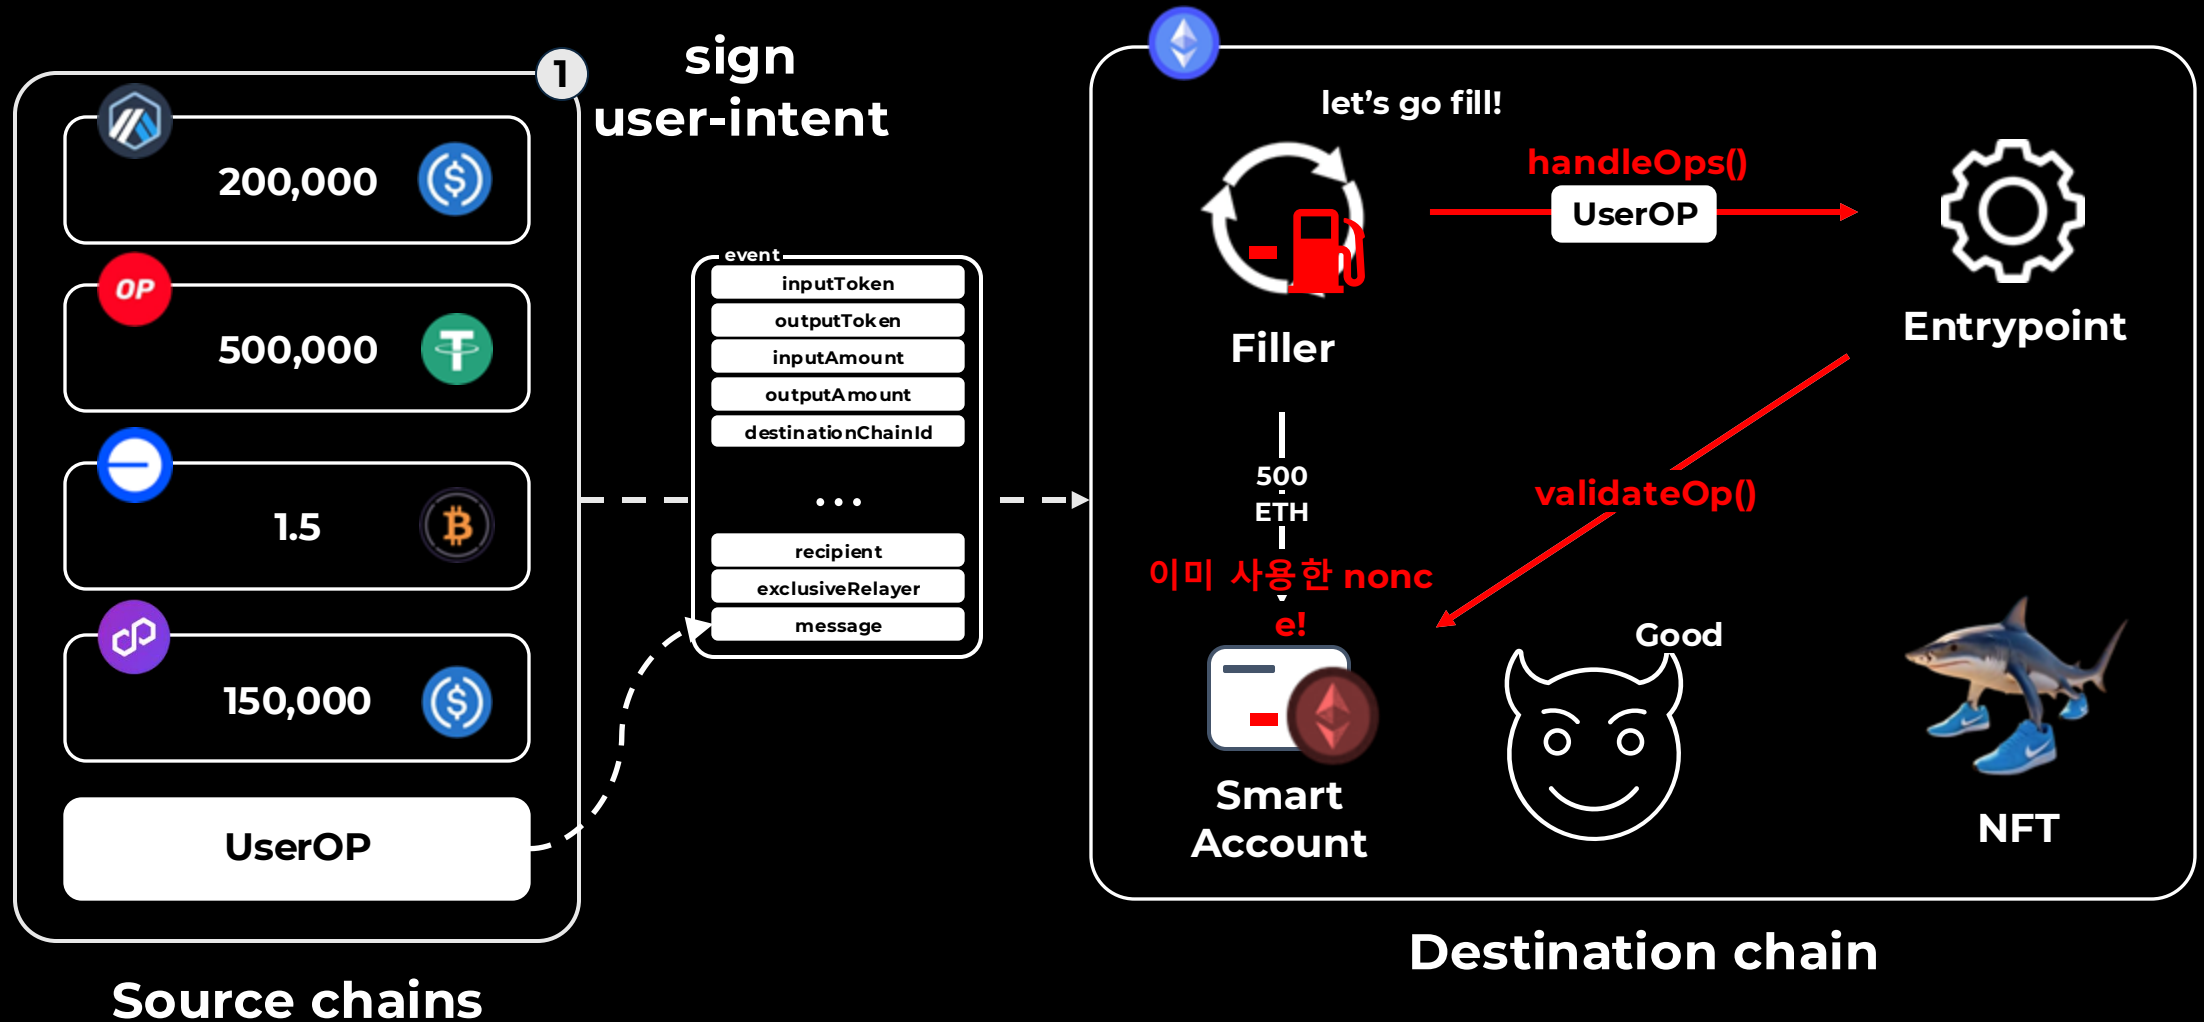 1
sign
user-intent
200,000
OP
500,000
1.5
150,000
UserOP
Source chains
event
inputToken
outputToken
inputAmount
outputAmount
destinationChainId
...
recipient
exclusiveRelayer
message
let’s go fill!
handleOps()
UserOP
Filler
Entrypoint
500
ETH
validateOp()
이미 사용한 nonc
e!
Good
Smart
Account
NFT
Destination chain